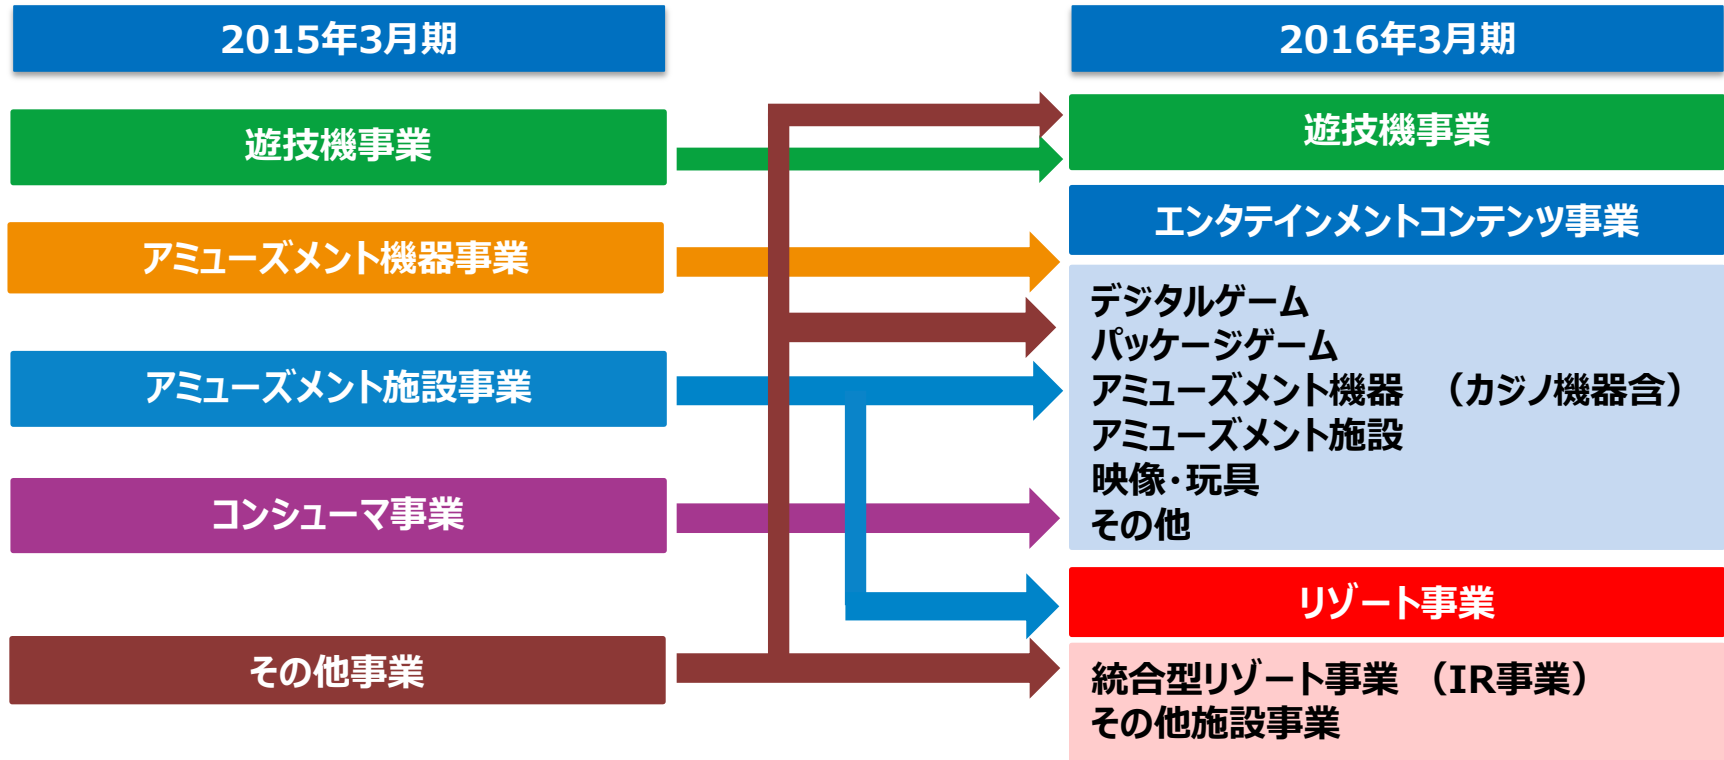 2015年3月期
遊技機事業
アミューズメント機器事業
アミューズメント施設事業
コンシューマ事業
その他事業
2016年3月期
遊技機事業
エンタテインメントコンテンツ事業
デジタルゲーム
パッケージゲーム
アミューズメント機器　（カジノ機器含）
アミューズメント施設
映像・玩具
その他
リゾート事業
統合型リゾート事業　（IR事業）
その他施設事業